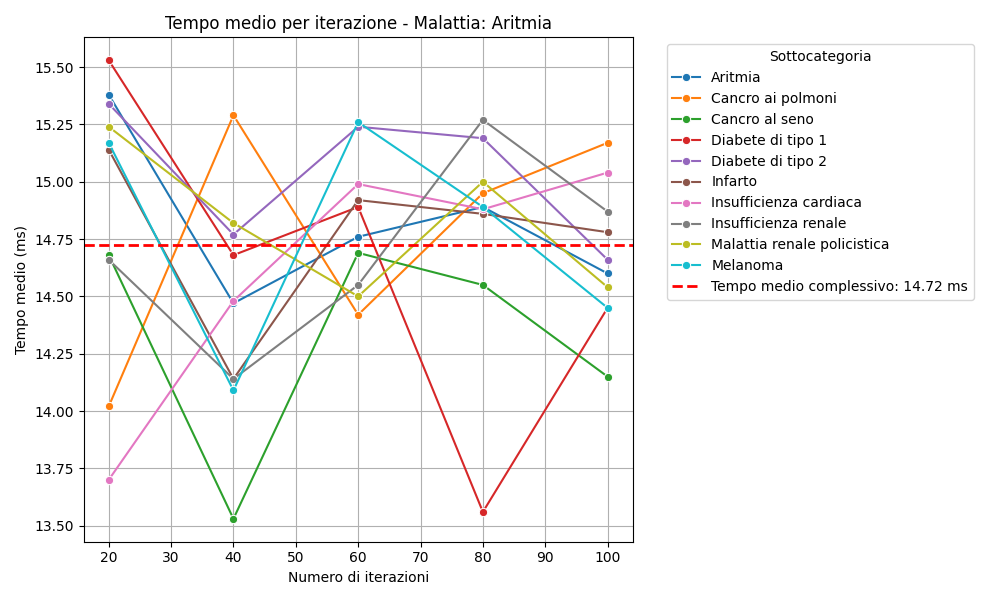 Tempo medio per iterazione - Malattia: Aritmia
Tempo medio (ms)
15.50
15.25
15.00
14.75
14.50
14.25
14.00
13.75
13.50
20 30 40 50 60 70 80 90 100
Numero di iterazioni
Sottocategoria
Aritmia
Cancro ai polmoni
Cancro al seno
Diabete di tipo 1
Diabete di tipo 2
Infarto
Insufficienza cardiaca
Insufficienza renale
Malattia renale policistica
Melanoma
Tempo medio complessivo: 14.72 ms